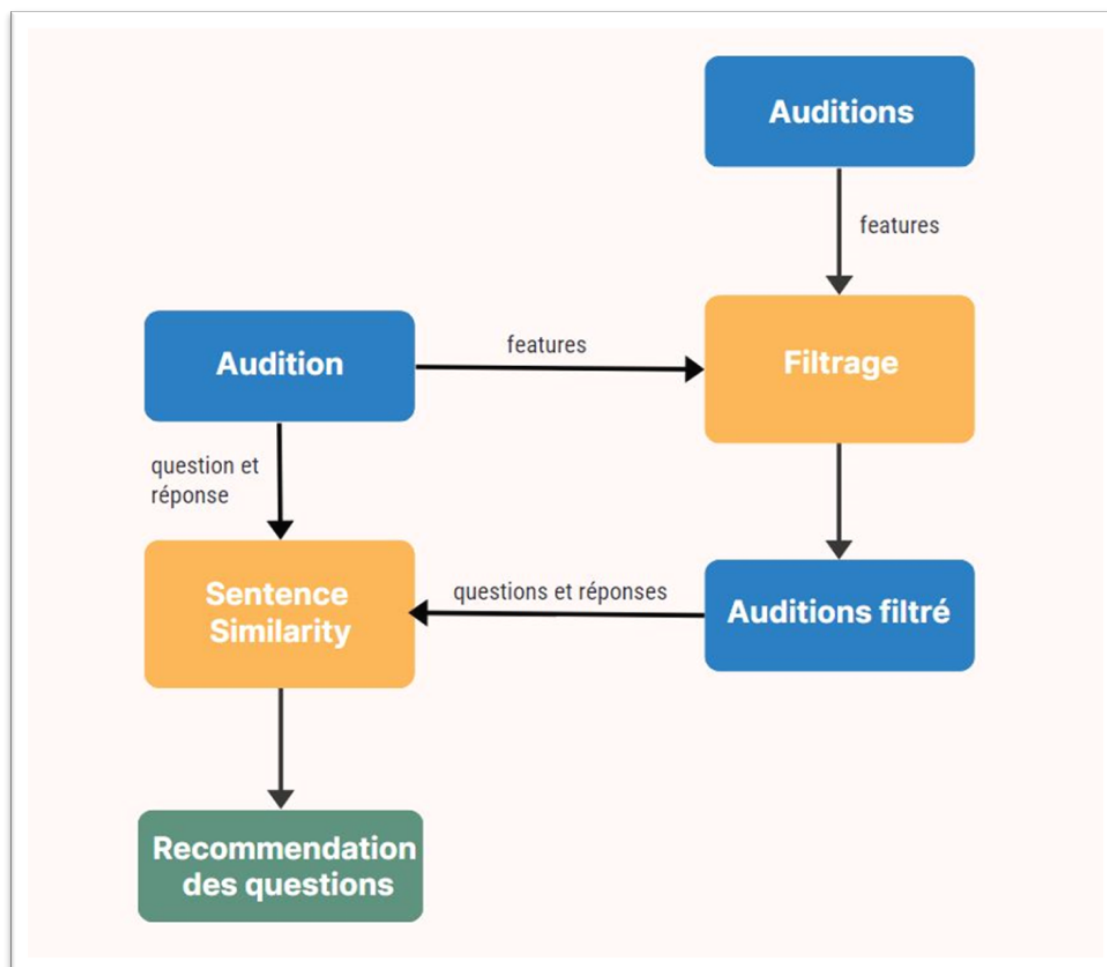 Auditions
features
Audition
features
Filtrage
question et
réponse
Sentence
Similarity
questions et réponses
Auditions filtré
Recommendation
des questions